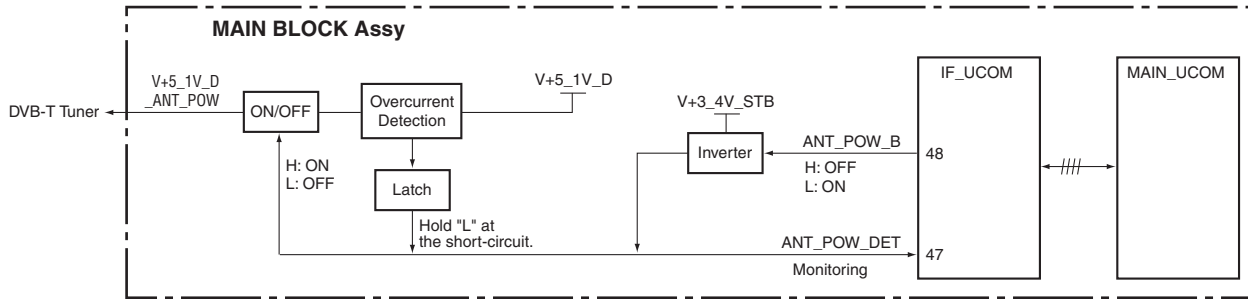 MAIN BLOCK Assy
DVB-T Tuner
V+5_1V_D
_ANT_POW
ON/OFF
H: ON
L: OFF
Overcurrent
Detection
Latch
Hold "L" at
the short-circuit.
V+5_1V_D
V+3_4V_STB
Inverter
ANT_POW_B
H: OFF
L: ON
ANT_POW_DET
Monitoring
IF_UCOM
48
47
MAIN_UCOM